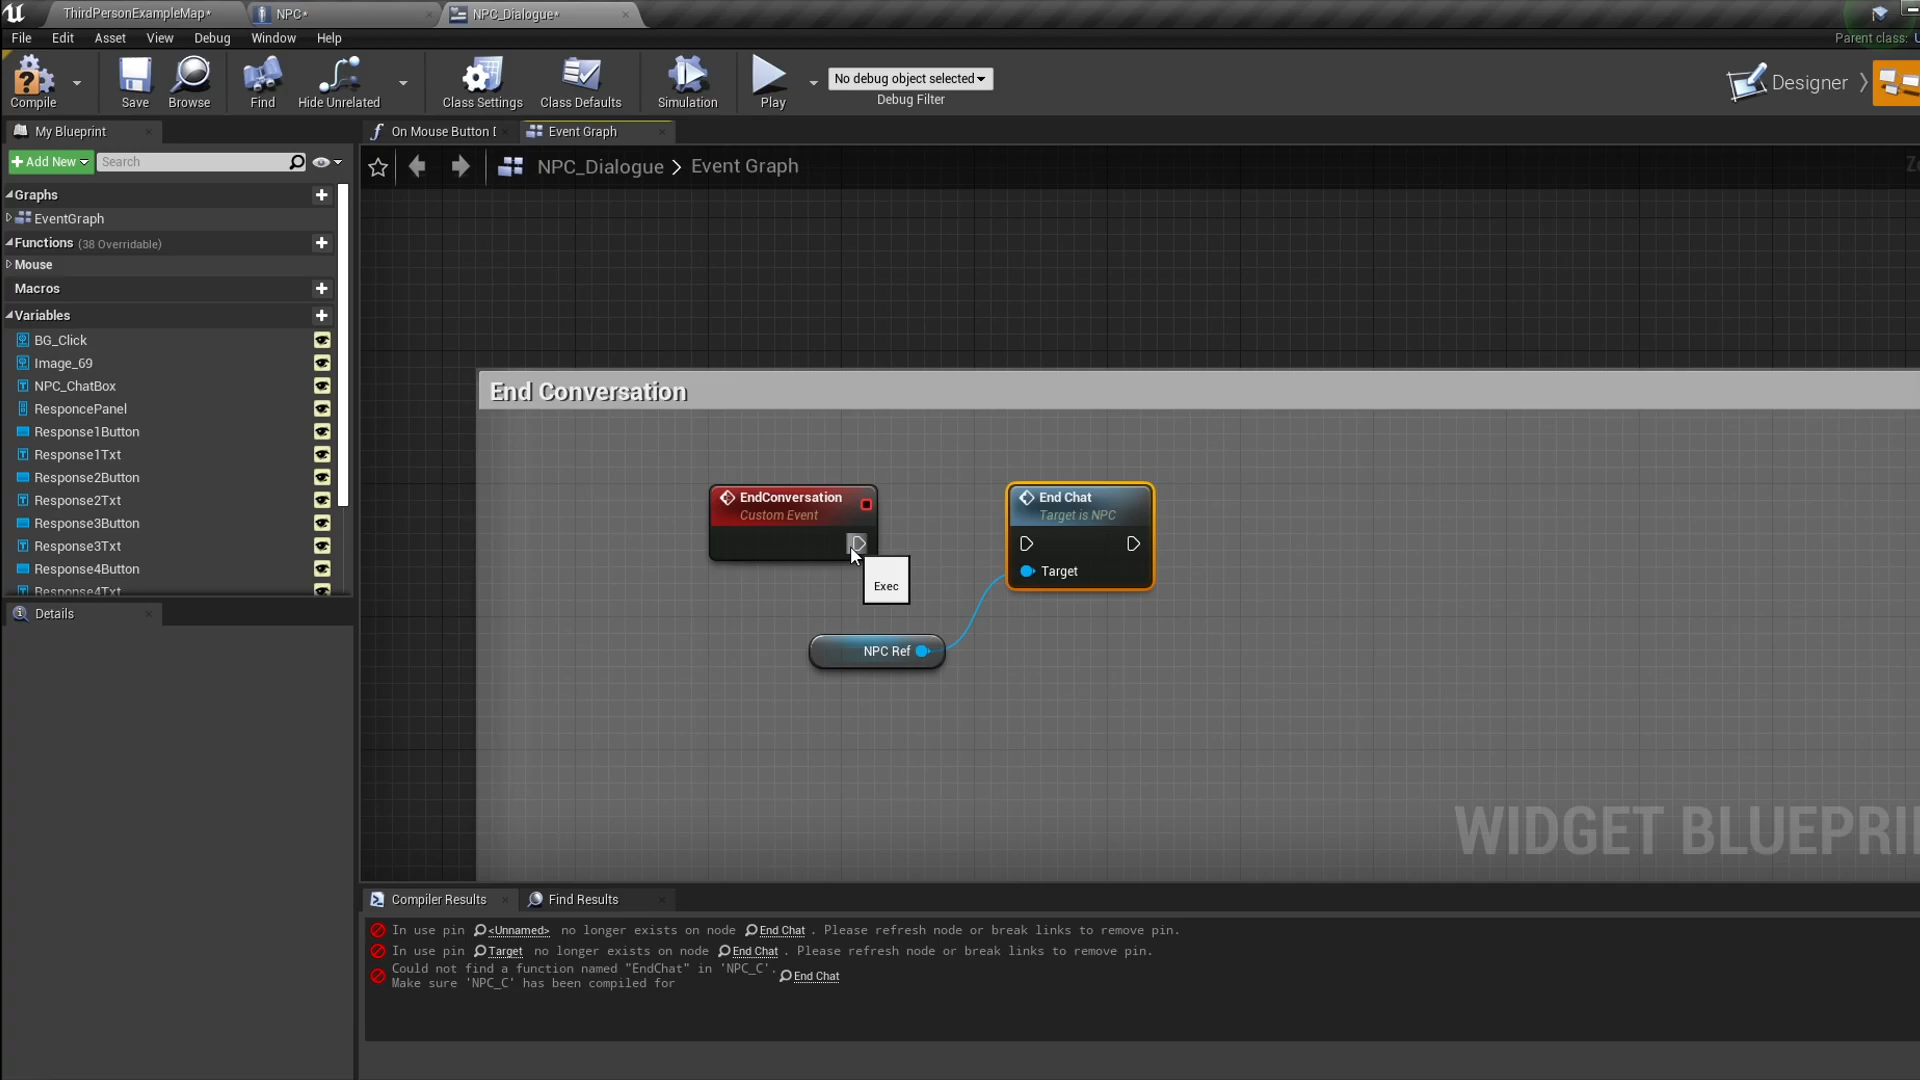 ThirdPersonExampleMap*
NPC*
NPC_Dialogue*
File
Edit
Asset
View
Debug
Window
Help
Parent class:
Compile
Save
Browse
Find
Hide Unrelated
Class Settings
Class Defaults
Simulation
Play
No debug object selected
Debug Filter
Designer
My Blueprint
On Mouse Button
Event Graph
Add New
Search
NPC_Dialogue > Event Graph
Graphs
EventGraph
Functions (38 Overridable)
Mouse
Macros
Variables
BG_Click
Image_69
NPC_ChatBox
ResponcePanel
Response1Button
Response1Txt
Response2Button
Response2Txt
Response3Button
Response3Txt
Response4Button
Response4Txt
Details
End Conversation
EndConversation
Custom Event
Exec
End Chat
Target is NPC
Target
NPC Ref
WIDGET
Compiler Results
Find Results
In use pin <Unnamed> no longer exists on node End Chat . Please refresh node or break links to remove pin.
In use pin Target no longer exists on node End Chat . Please refresh node or break links to remove pin.
Could not find a function named "EndChat" in 'NPC_C'.
Make sure 'NPC_C' has been compiled for End Chat